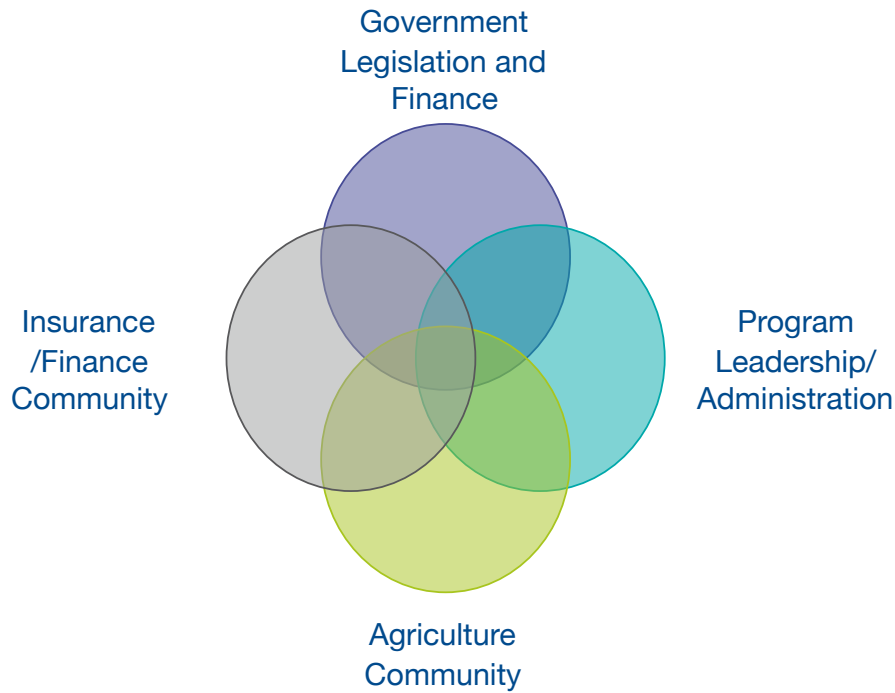 Government
Legislation and
Finance
Insurance
/Finance
Community
Program
Leadership/
Administration
Agriculture
Community